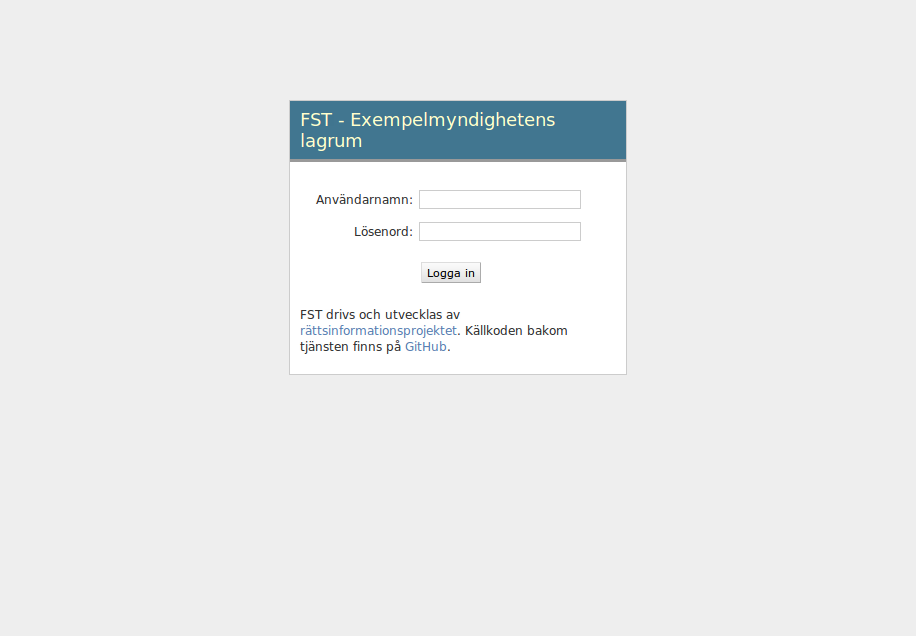 FST - Exempelmyndighetens
lagrum
Användarnamn:
Lösenord:
Logga in
FST drivs och utvecklas av
rättsinformationsprojektet. Källkoden bakom
tjänsten finns på GitHub.